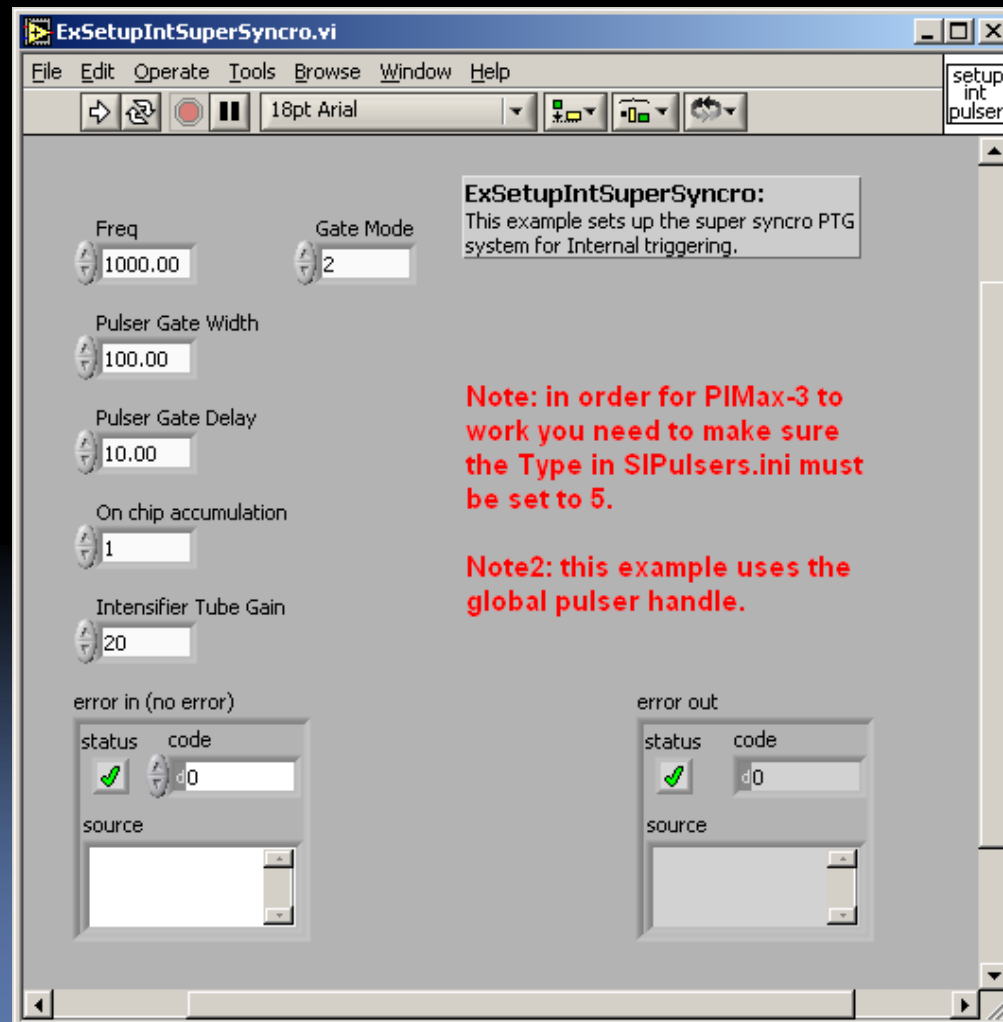 ExSetupIntSuperSyncro.vi
File Edit Operate Tools Browse Window Help
setup
int
pulser
18pt Arial
ExSetupIntSuperSyncro:
This example sets up the super syncro PTG
system for Internal triggering.
Freq
1000.00
Gate Mode
2
Pulser Gate Width
100.00
Pulser Gate Delay
10.00
On chip accumulation
1
Intensifier Tube Gain
20
Note: in order for PIMax-3 to
work you need to make sure
the Type in SIPulsers.ini must
be set to 5.
Note2: this example uses the
global pulser handle.
error in (no error)
status code
d0
source
error out
status code
d0
source